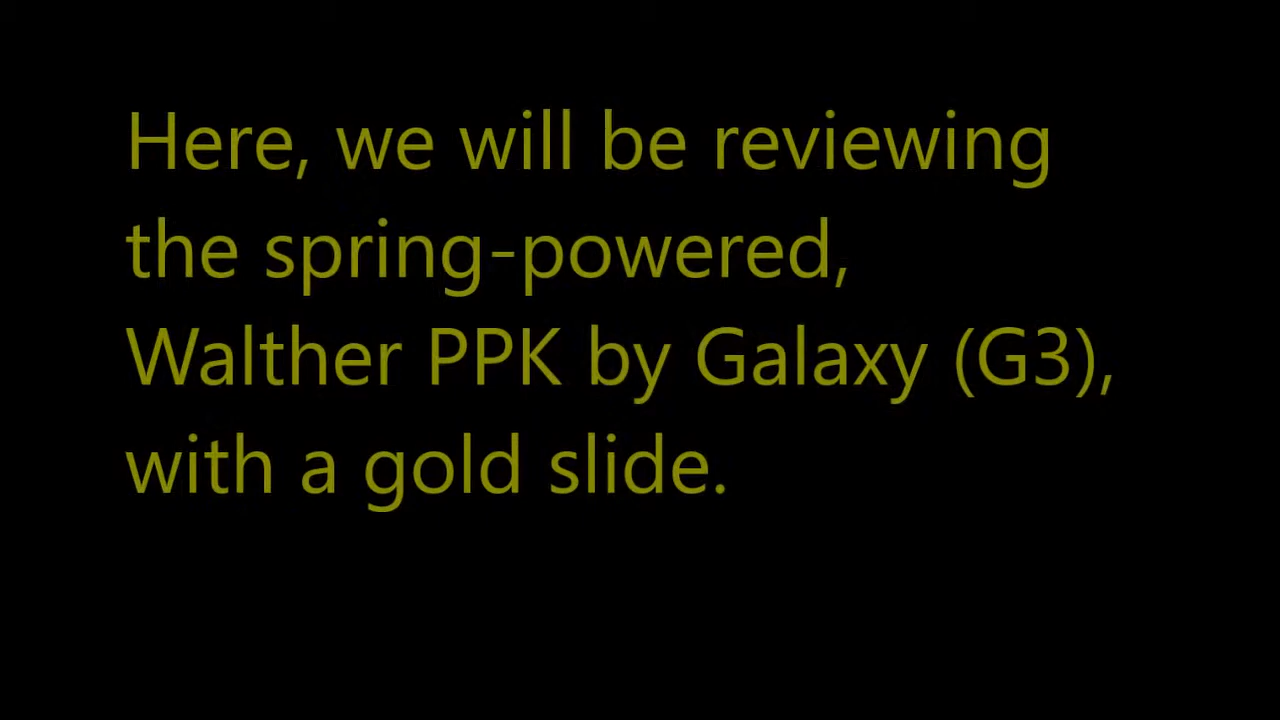 Here, we will be reviewing
the spring-powered,
Walther PPK by Galaxy (G3),
with a gold slide.